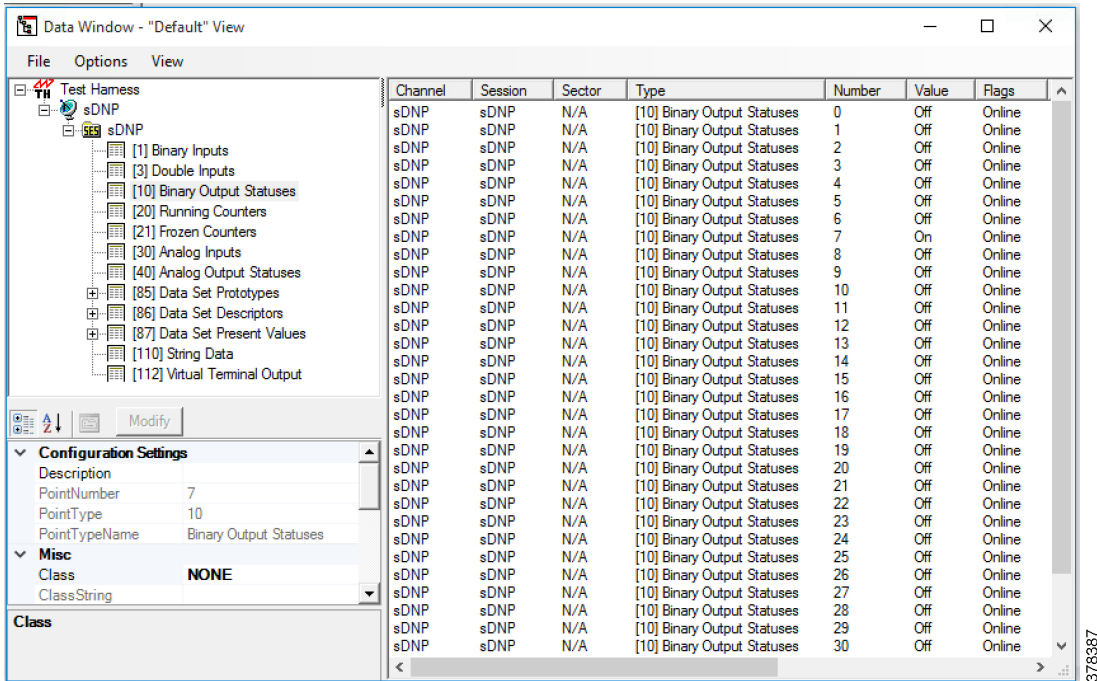 Data Window - "Default" View
File Options View
Test Harness
TH
sDNP
SES sDNP
[1] Binary Inputs
[3] Double Inputs
[10] Binary Output Statuses
[20] Running Counters
[21] Frozen Counters
[30] Analog Inputs
[40] Analog Output Statuses
[85] Data Set Prototypes
[86] Data Set Descriptors
[87] Data Set Present Values
[110] String Data
[112] Virtual Terminal Output
A Z Modify
Configuration Settings
Description
PointNumber 7
PointType 10
PointTypeName Binary Output Statuses
Misc
Class NONE
ClassString
Class
Channel Session Sector Type Number Value Flags
sDNP sDNP N/A [10] Binary Output Statuses 0 Off Online
sDNP sDNP N/A [10] Binary Output Statuses 1 Off Online
sDNP sDNP N/A [10] Binary Output Statuses 2 Off Online
sDNP sDNP N/A [10] Binary Output Statuses 3 Off Online
sDNP sDNP N/A [10] Binary Output Statuses 4 Off Online
sDNP sDNP N/A [10] Binary Output Statuses 5 Off Online
sDNP sDNP N/A [10] Binary Output Statuses 6 Off Online
sDNP sDNP N/A [10] Binary Output Statuses 7 On Online
sDNP sDNP N/A [10] Binary Output Statuses 8 Off Online
sDNP sDNP N/A [10] Binary Output Statuses 9 Off Online
sDNP sDNP N/A [10] Binary Output Statuses 10 Off Online
sDNP sDNP N/A [10] Binary Output Statuses 11 Off Online
sDNP sDNP N/A [10] Binary Output Statuses 12 Off Online
sDNP sDNP N/A [10] Binary Output Statuses 13 Off Online
sDNP sDNP N/A [10] Binary Output Statuses 14 Off Online
sDNP sDNP N/A [10] Binary Output Statuses 15 Off Online
sDNP sDNP N/A [10] Binary Output Statuses 16 Off Online
sDNP sDNP N/A [10] Binary Output Statuses 17 Off Online
sDNP sDNP N/A [10] Binary Output Statuses 18 Off Online
sDNP sDNP N/A [10] Binary Output Statuses 19 Off Online
sDNP sDNP N/A [10] Binary Output Statuses 20 Off Online
sDNP sDNP N/A [10] Binary Output Statuses 21 Off Online
sDNP sDNP N/A [10] Binary Output Statuses 22 Off Online
sDNP sDNP N/A [10] Binary Output Statuses 23 Off Online
sDNP sDNP N/A [10] Binary Output Statuses 24 Off Online
sDNP sDNP N/A [10] Binary Output Statuses 25 Off Online
sDNP sDNP N/A [10] Binary Output Statuses 26 Off Online
sDNP sDNP N/A [10] Binary Output Statuses 27 Off Online
sDNP sDNP N/A [10] Binary Output Statuses 28 Off Online
sDNP sDNP N/A [10] Binary Output Statuses 29 Off Online
sDNP sDNP N/A [10] Binary Output Statuses 30 Off Online
378387